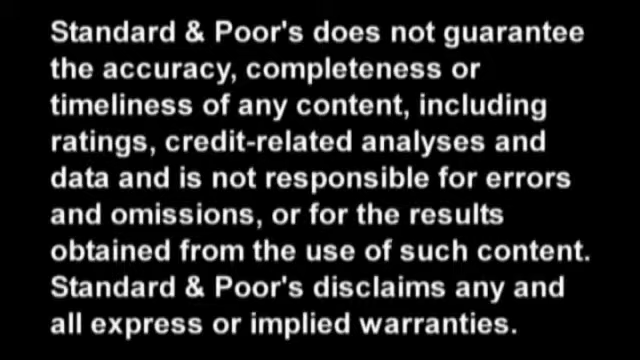 Standard & Poor's does not guarantee
the accuracy, completeness or
timeliness of any content, including
ratings, credit-related analyses and
data and is not responsible for errors
and omissions, or for the results
obtained from the use of such content.
Standard & Poor's disclaims any and
all express or implied warranties.